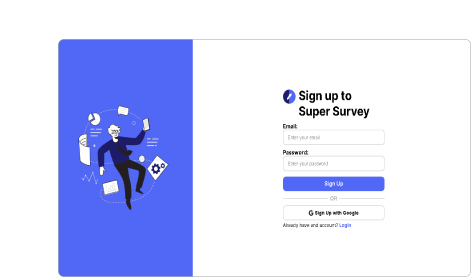 Sign up to
Super Survey
Email:
Enter your email
Password:
Enter your password
Sign Up
OR
Sign Up with Google
Already have and account? Login